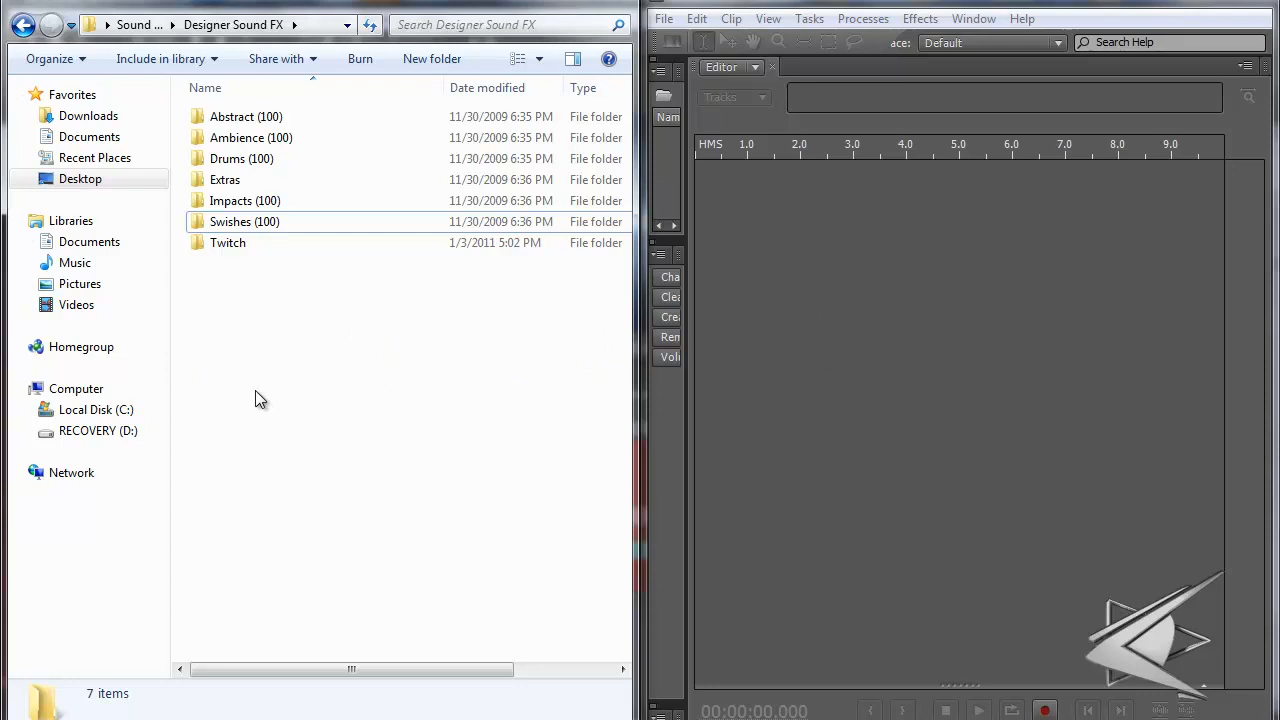 Sound ... Designer Sound FX Search Designer Sound FX
Organize Include in library Share with Burn New folder
Name Date modified Type
Favorites
Downloads
Documents
Recent Places
Desktop
Libraries
Documents
Music
Pictures
Videos
Homegroup
Computer
Local Disk (C:)
RECOVERY (D:)
Network
Abstract (100) 11/30/2009 6:35 PM File folder
Ambience (100) 11/30/2009 6:35 PM File folder
Drums (100) 11/30/2009 6:35 PM File folder
Extras 11/30/2009 6:36 PM File folder
Impacts (100) 11/30/2009 6:36 PM File folder
Swishes (100) 11/30/2009 6:36 PM File folder
Twitch 1/3/2011 5:02 PM File folder
7 items
File Edit Clip View Tasks Processes Effects Window Help
ace: Default Search Help
Editor
Tracks
Nam
HMS 1.0 2.0 3.0 4.0 5.0 6.0 7.0 8.0 9.0
Cha
Clea
Crea
Rem
Volu
00:00:00.000